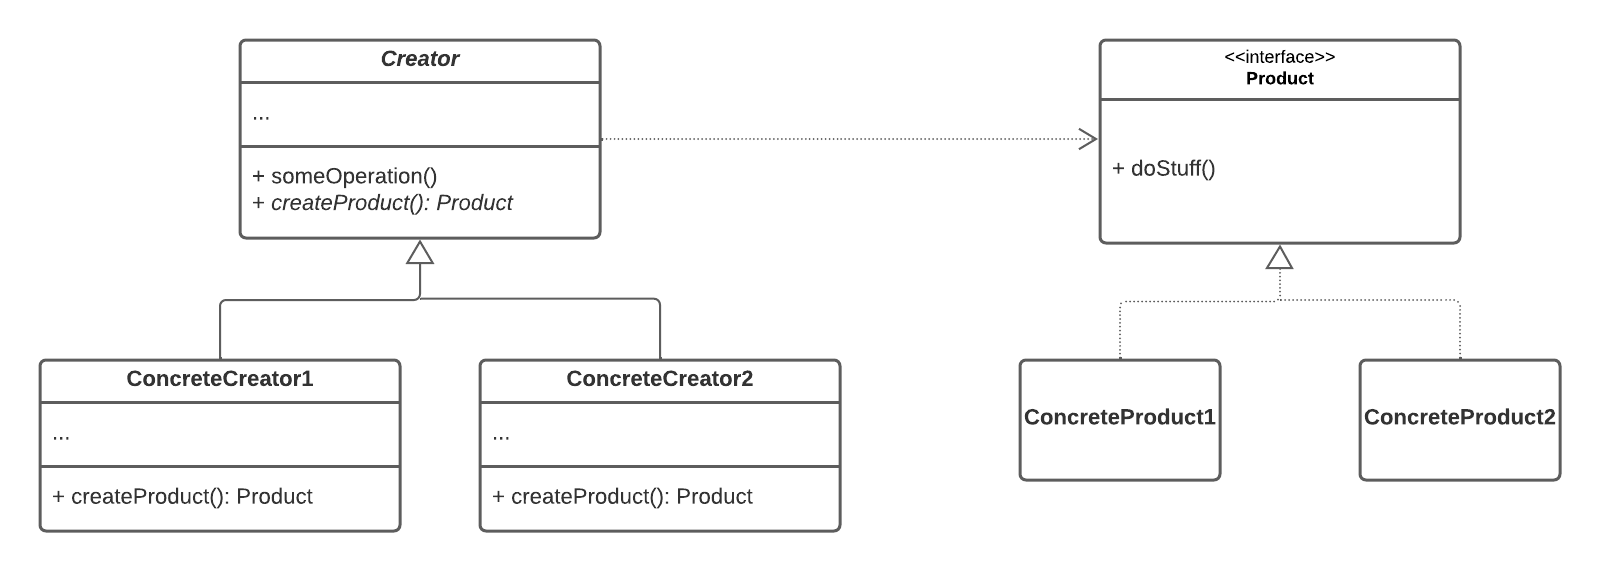 Creator
...
+ someOperation()
+ createProduct(): Product
<<interface>>
Product
+ doStuff()
ConcreteCreator1
...
+ createProduct(): Product
ConcreteCreator2
...
+ createProduct(): Product
ConcreteProduct1
ConcreteProduct2